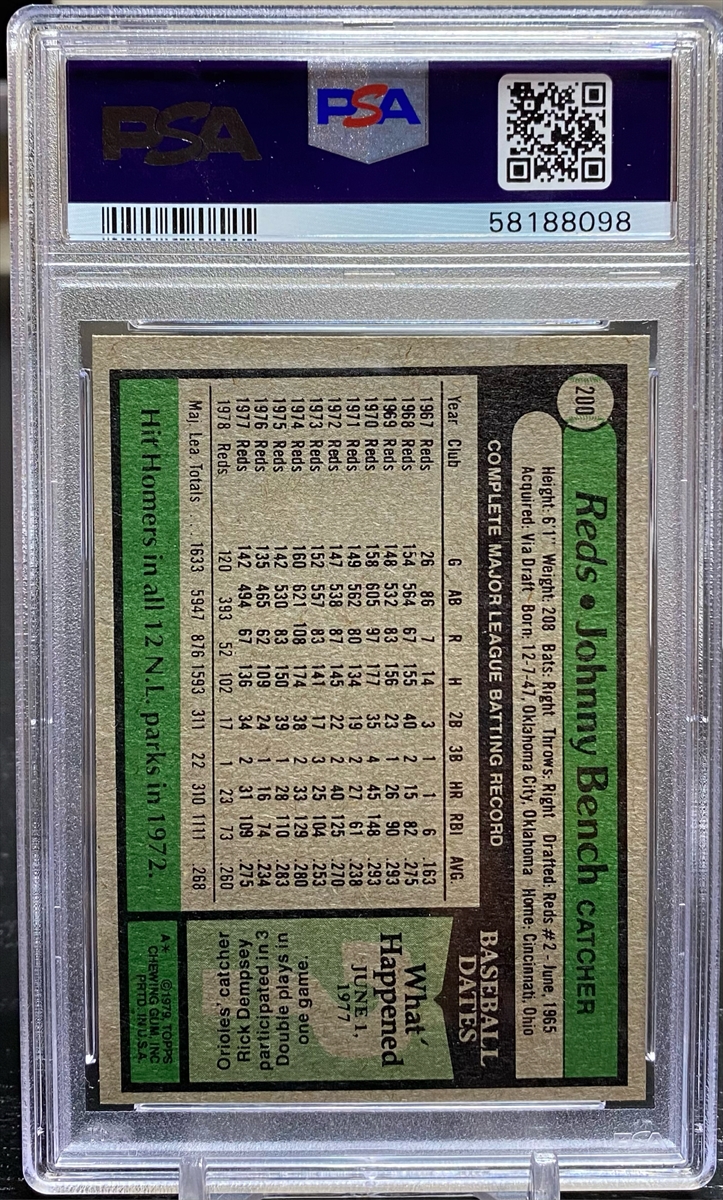 PSA
PSA
58188098
200
Reds • Johnny Bench CATCHER
Height: 6'1" Weight: 208 Bats: Right Throws: Right Drafted: Reds #2 - June, 1965
Acquired: Via Draft Born: 12-7-47, Oklahoma City, Oklahoma Home: Cincinnati, Ohio
COMPLETE MAJOR LEAGUE BATTING RECORD
Year Club G AB R H 2B 3B HR RBI AVG.
1967 Reds 26 86 7 14 3 1 1 6 .163
1968 Reds 154 564 67 155 40 2 15 82 .275
1969 Reds 148 532 83 156 23 1 26 90 .293
1970 Reds 158 605 97 177 35 4 45 148 .293
1971 Reds 149 562 80 134 19 2 27 61 .238
1972 Reds 147 538 87 145 22 2 40 125 .270
1973 Reds 152 557 83 141 17 3 25 104 .253
1974 Reds 160 621 108 174 38 2 33 129 .280
1975 Reds 142 530 83 150 39 1 28 110 .283
1976 Reds 135 465 62 109 24 1 16 74 .234
1977 Reds 142 494 67 136 34 2 31 109 .275
1978 Reds 120 393 52 102 17 1 23 73 .260
Maj. Lea. Totals . . . 1633 5947 876 1593 311 22 310 1111 .268
Hit Homers in all 12 N.L. parks in 1972.
BASEBALL
DATES
What
Happened
JUNE 1,
1977
Orioles' catcher
Rick Dempsey
participated in 3
Double plays in
one game
A* ©1979, TOPPS
CHEWING GUM, INC.
PRTD. IN U.S.A.
PSA